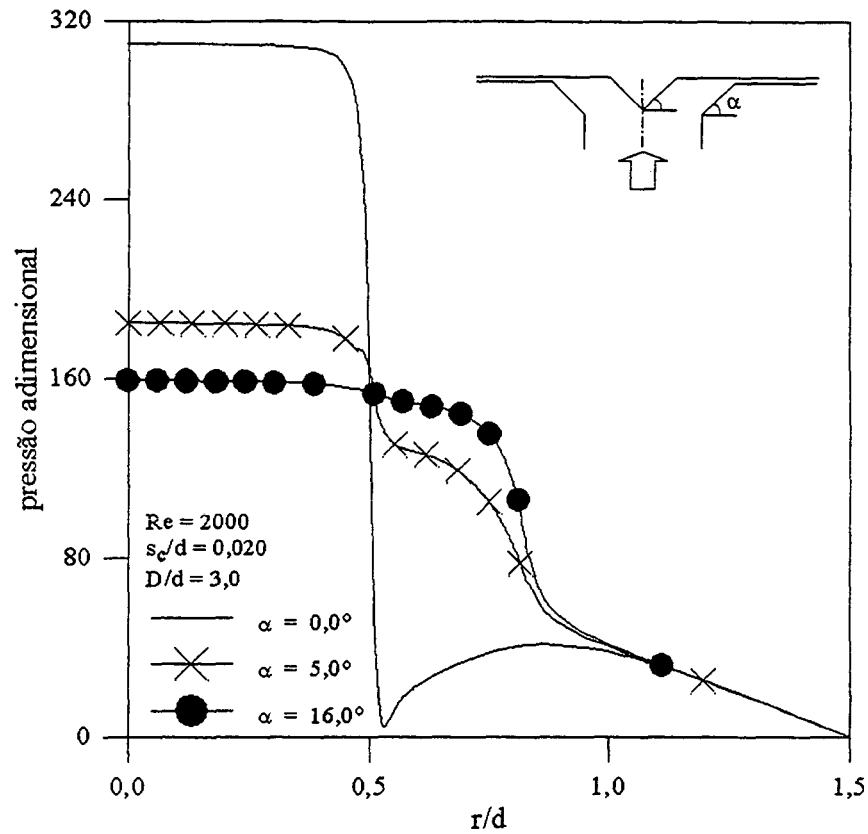 320
240
160
80
0
pressão adimensional
α
α
Re = 2000
s_c/d = 0,020
D/d = 3,0
α = 0,0°
α = 5,0°
α = 16,0°
0,0
0,5
1,0
1,5
r/d